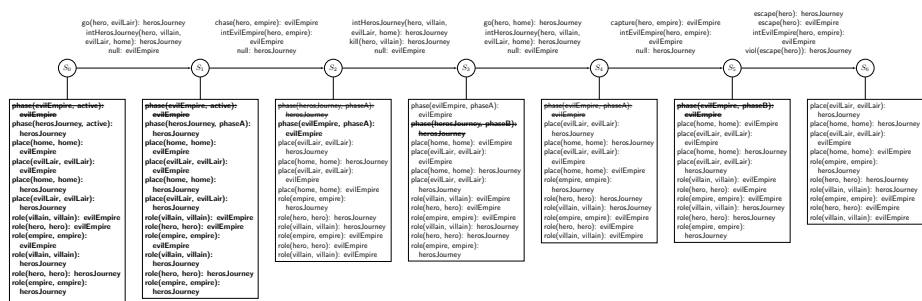 go(hero, evilLair): herosJourney
intHerosJourney(hero, villain,
evilLair, home): herosJourney
null: evilEmpire
chase(hero, empire): evilEmpire
intEvilEmpire(hero, empire):
evilEmpire
null: herosJourney
intHerosJourney(hero, villain,
evilLair, home): herosJourney
kill(hero, villain): herosJourney
null: evilEmpire
go(hero, home): herosJourney
intHerosJourney(hero, villain,
evilLair, home): herosJourney
null: evilEmpire
capture(hero, empire): evilEmpire
intEvilEmpire(hero, empire):
evilEmpire
null: herosJourney
escape(hero): herosJourney
escape(hero): evilEmpire
intEvilEmpire(hero, empire):
evilEmpire
viol(escape(hero)): herosJourney
S0
S1
S2
S3
S4
S5
S6
phase(evilEmpire, active):
evilEmpire
phase(herosJourney, active):
herosJourney
place(home, home):
evilEmpire
place(evilLair, evilLair):
evilEmpire
place(home, home):
herosJourney
place(evilLair, evilLair):
herosJourney
role(villain, villain): evilEmpire
role(hero, hero): evilEmpire
role(empire, empire):
evilEmpire
role(villain, villain):
herosJourney
role(hero, hero): herosJourney
role(empire, empire):
herosJourney
phase(evilEmpire, active):
evilEmpire
phase(herosJourney, phaseA):
herosJourney
place(home, home):
evilEmpire
place(evilLair, evilLair):
evilEmpire
place(home, home):
herosJourney
place(evilLair, evilLair):
herosJourney
role(villain, villain): evilEmpire
role(hero, hero): evilEmpire
role(empire, empire):
evilEmpire
role(villain, villain):
herosJourney
role(hero, hero): herosJourney
role(empire, empire):
herosJourney
phase(herosJourney, phaseA):
herosJourney
phase(evilEmpire, phaseA):
evilEmpire
place(evilLair, evilLair):
herosJourney
place(home, home): herosJourney
place(evilLair, evilLair):
evilEmpire
place(home, home): evilEmpire
role(empire, empire):
herosJourney
role(hero, hero): herosJourney
role(villain, villain): herosJourney
role(empire, empire): evilEmpire
role(hero, hero): evilEmpire
role(villain, villain): evilEmpire
phase(evilEmpire, phaseA):
evilEmpire
phase(herosJourney, phaseB):
herosJourney
place(home, home): evilEmpire
place(evilLair, evilLair):
evilEmpire
place(home, home): herosJourney
place(evilLair, evilLair):
herosJourney
role(villain, villain): evilEmpire
role(hero, hero): evilEmpire
role(empire, empire): evilEmpire
role(villain, villain): herosJourney
role(hero, hero): herosJourney
role(empire, empire):
herosJourney
phase(evilEmpire, phaseA):
evilEmpire
place(evilLair, evilLair):
herosJourney
place(home, home): herosJourney
place(evilLair, evilLair):
evilEmpire
place(home, home): evilEmpire
role(empire, empire):
herosJourney
role(hero, hero): herosJourney
role(villain, villain): herosJourney
role(empire, empire): evilEmpire
role(hero, hero): evilEmpire
role(villain, villain): evilEmpire
phase(evilEmpire, phaseB):
evilEmpire
place(home, home): evilEmpire
place(evilLair, evilLair):
evilEmpire
place(home, home): herosJourney
place(evilLair, evilLair):
herosJourney
role(villain, villain): evilEmpire
role(hero, hero): evilEmpire
role(empire, empire): evilEmpire
role(villain, villain): herosJourney
role(hero, hero): herosJourney
role(empire, empire):
herosJourney
place(evilLair, evilLair):
herosJourney
place(home, home): herosJourney
place(evilLair, evilLair):
evilEmpire
place(home, home): evilEmpire
role(empire, empire):
herosJourney
role(hero, hero): herosJourney
role(villain, villain): herosJourney
role(empire, empire): evilEmpire
role(hero, hero): evilEmpire
role(villain, villain): evilEmpire